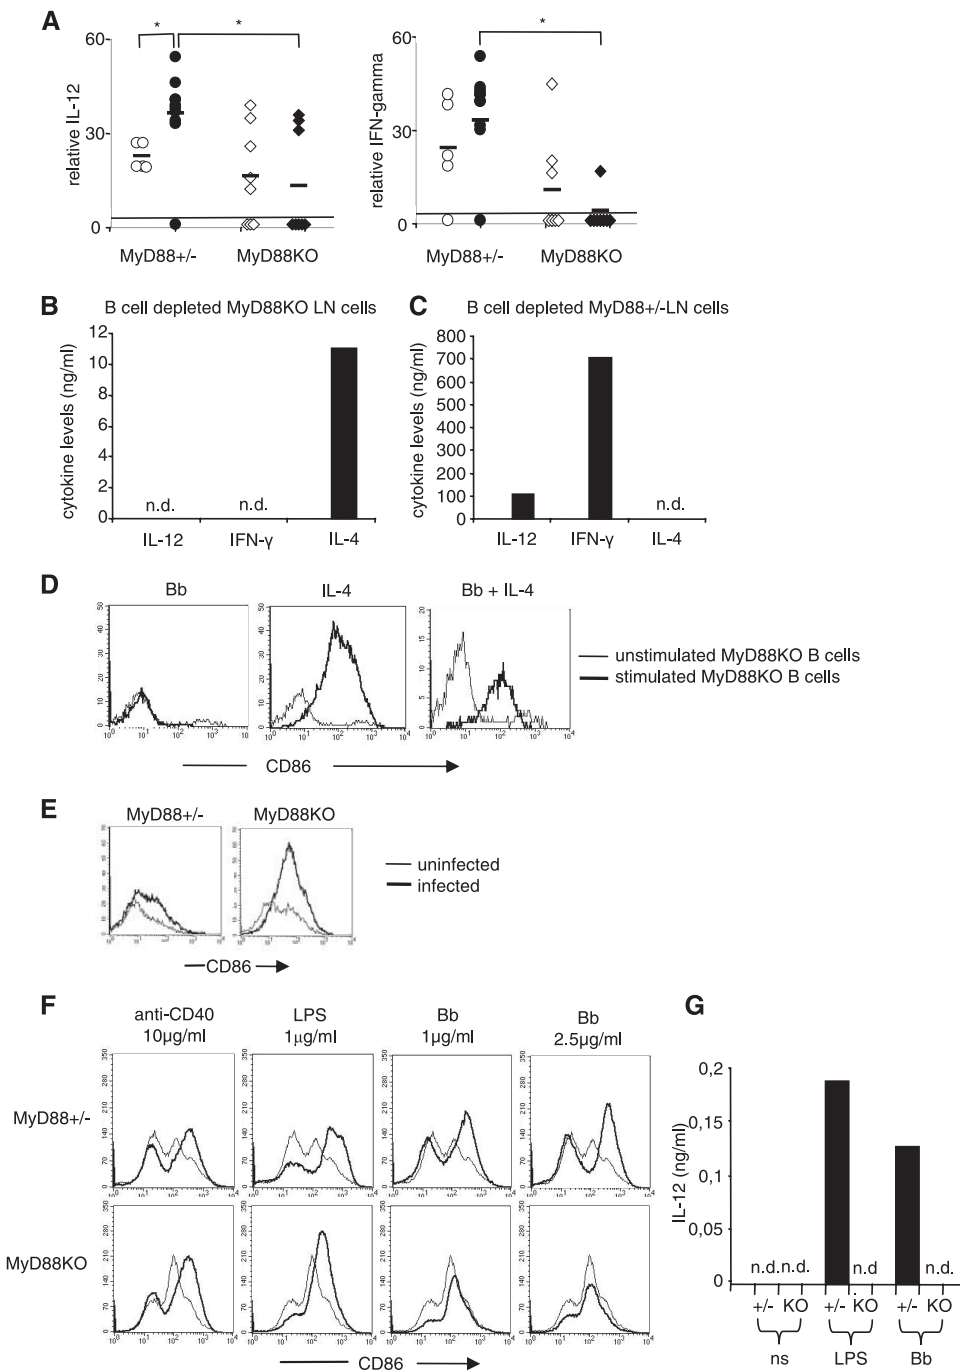 A
* *
60
30
0
relative IL-12
MyD88+/- MyD88KO
*
60
30
0
relative IFN-gamma
MyD88+/- MyD88KO
B B cell depleted MyD88KO LN cells
12
10
8
6
4
2
0
cytokine levels (ng/ml)
n.d. n.d.
IL-12 IFN-γ IL-4
C B cell depleted MyD88+/-LN cells
800
700
600
500
400
300
200
100
0
cytokine levels (ng/ml)
n.d.
IL-12 IFN-γ IL-4
D
Bb IL-4 Bb + IL-4
unstimulated MyD88KO B cells
stimulated MyD88KO B cells
CD86
E
MyD88+/- MyD88KO
uninfected
infected
CD86
F
anti-CD40 LPS Bb Bb
10µg/ml 1µg/ml 1µg/ml 2.5µg/ml
MyD88+/-
MyD88KO
CD86
G
0,2
0,15
0,1
0,05
0
IL-12 (ng/ml)
n.d. n.d. n.d n.d.
+/- KO +/- KO +/- KO
ns LPS Bb